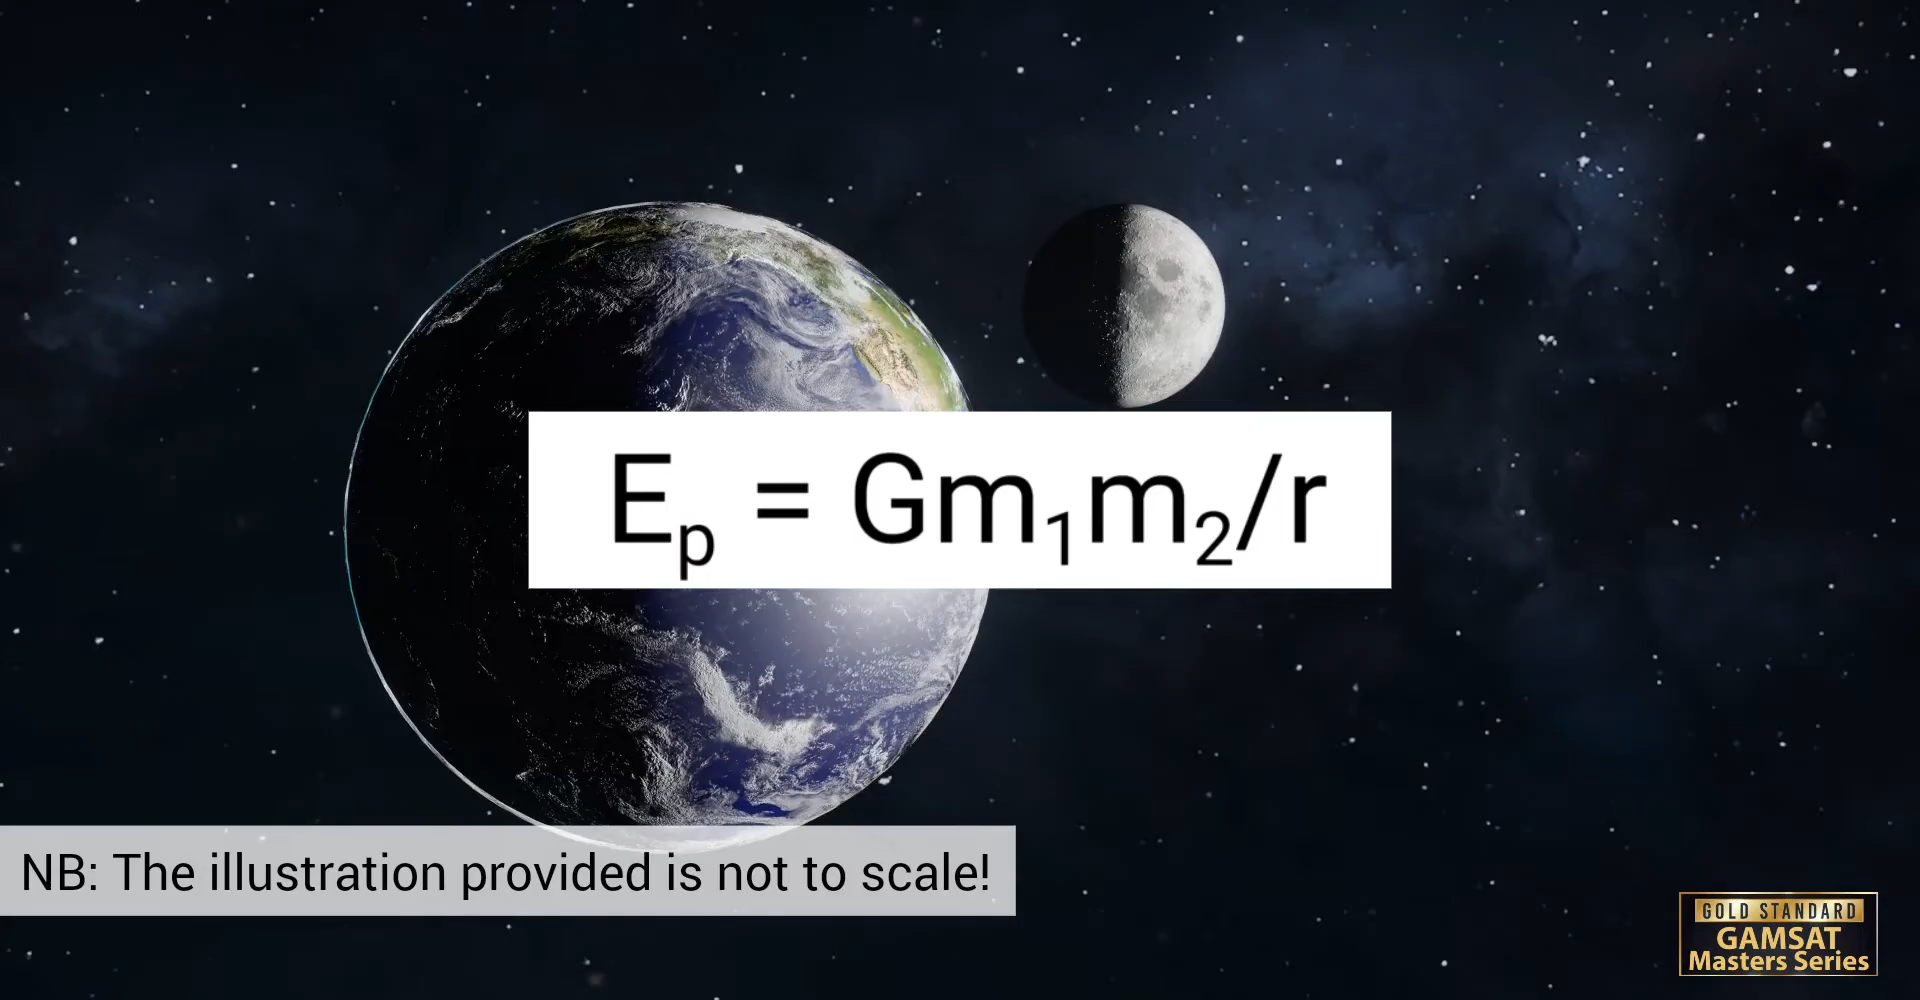 Eₚ = Gm₁m₂/r
NB: The illustration provided is not to scale!
GOLD STANDARD
GAMSAT
Masters Series